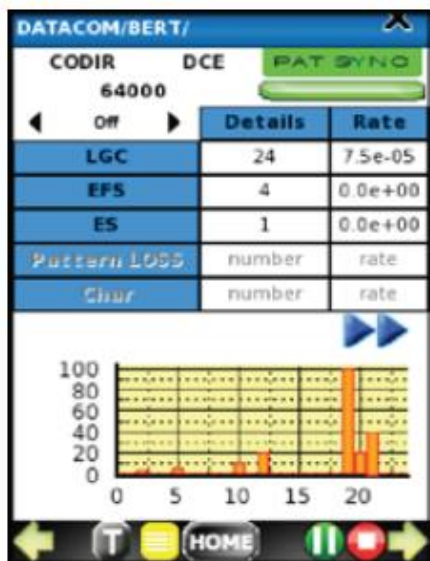 DATACOM/BERT/ X
CODIR DCE PAT SYNC
64000
Off Details Rate
LGC 24 7.5e-05
EFS 4 0.0e+00
ES 1 0.0e+00
Pattern LOSS number rate
Char number rate
100
80
60
40
20
0
0 5 10 15 20
T HOME